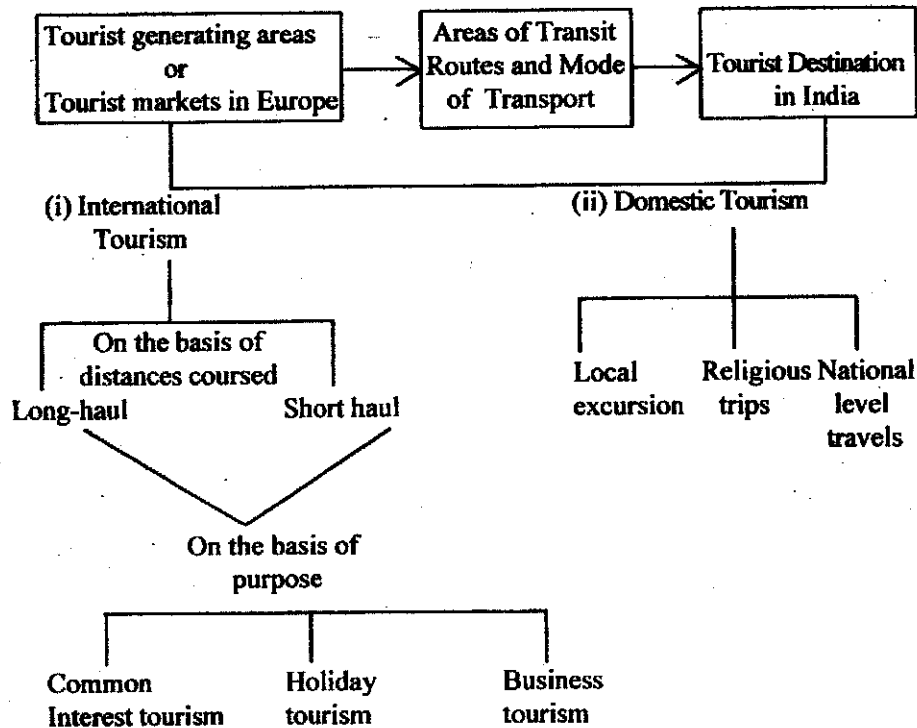 Tourist generating areas
or
Tourist markets in Europe
Areas of Transit
Routes and Mode
of Transport
Tourist Destination
in India
(i) International
Tourism
(ii) Domestic Tourism
On the basis of
distances coursed
Long-haul
Short haul
Local
excursion
Religious
trips
National
level
travels
On the basis of
purpose
Common
Interest tourism
Holiday
tourism
Business
tourism